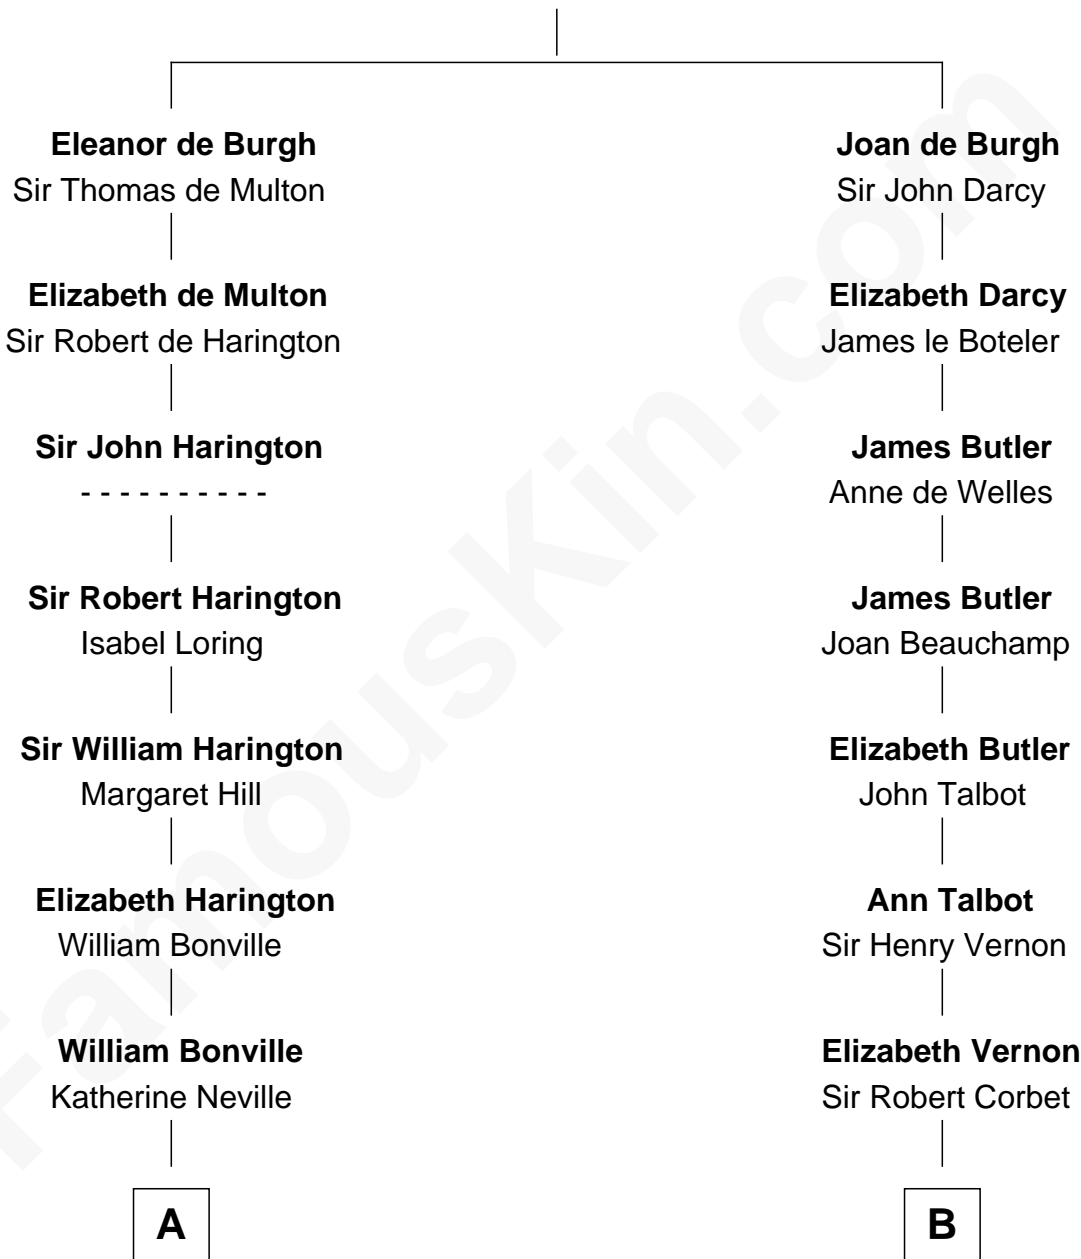 Eleanor de Burgh
Sir Thomas de Multon
Elizabeth de Multon
Sir Robert de Harington
Sir John Harington
- - - - - - - - - -
Sir Robert Harington
Isabel Loring
Sir William Harington
Margaret Hill
Elizabeth Harington
William Bonville
William Bonville
Katherine Neville
A
Joan de Burgh
Sir John Darcy
Elizabeth Darcy
James le Boteler
James Butler
Anne de Welles
James Butler
Joan Beauchamp
Elizabeth Butler
John Talbot
Ann Talbot
Sir Henry Vernon
Elizabeth Vernon
Sir Robert Corbet
B
FamousKin.com